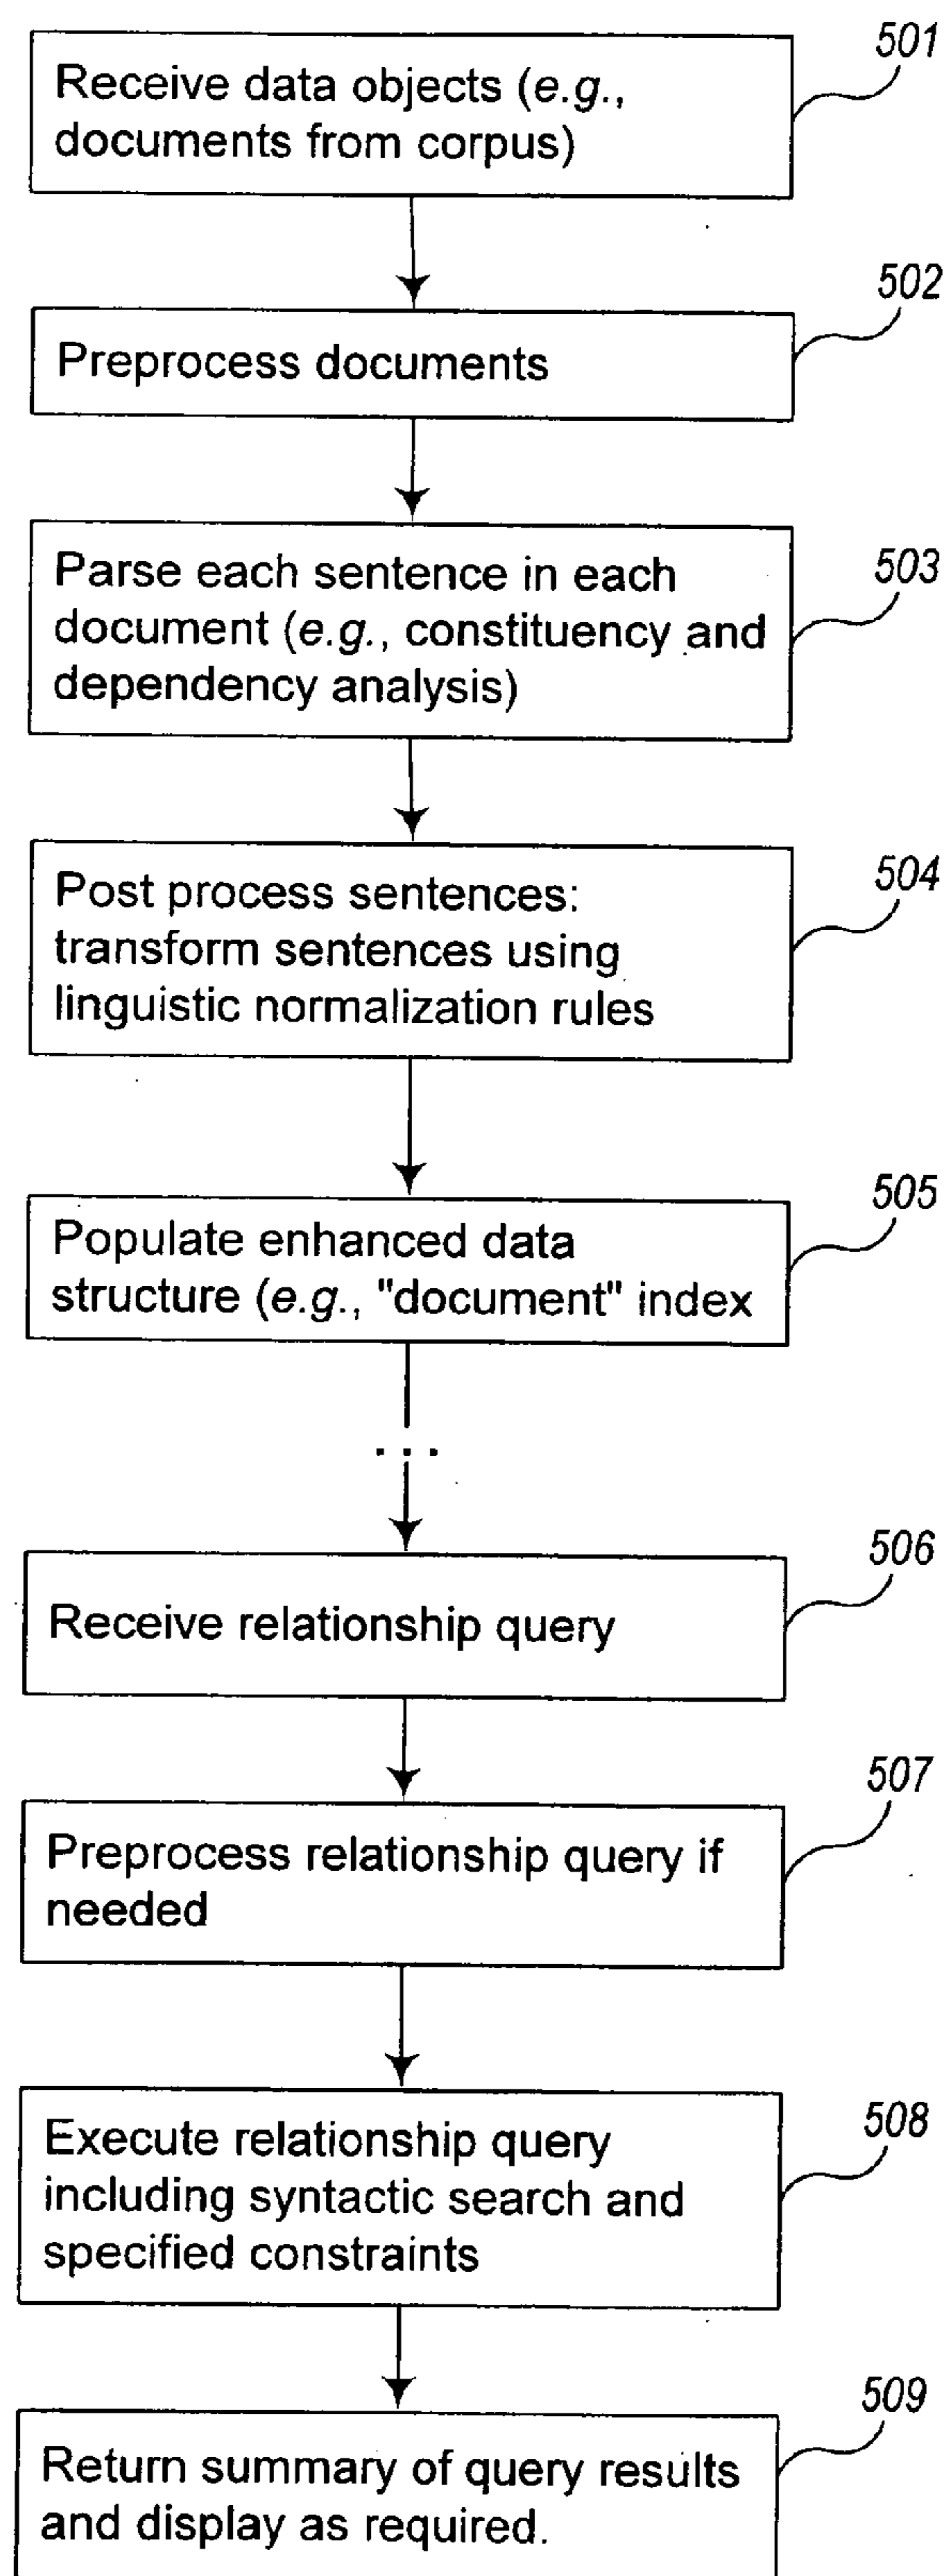 501
Receive data objects (e.g.,
documents from corpus)
502
Preprocess documents
503
Parse each sentence in each
document (e.g., constituency and
dependency analysis)
504
Post process sentences:
transform sentences using
linguistic normalization rules
505
Populate enhanced data
structure (e.g., "document" index
...
506
Receive relationship query
507
Preprocess relationship query if
needed
508
Execute relationship query
including syntactic search and
specified constraints
509
Return summary of query results
and display as required.